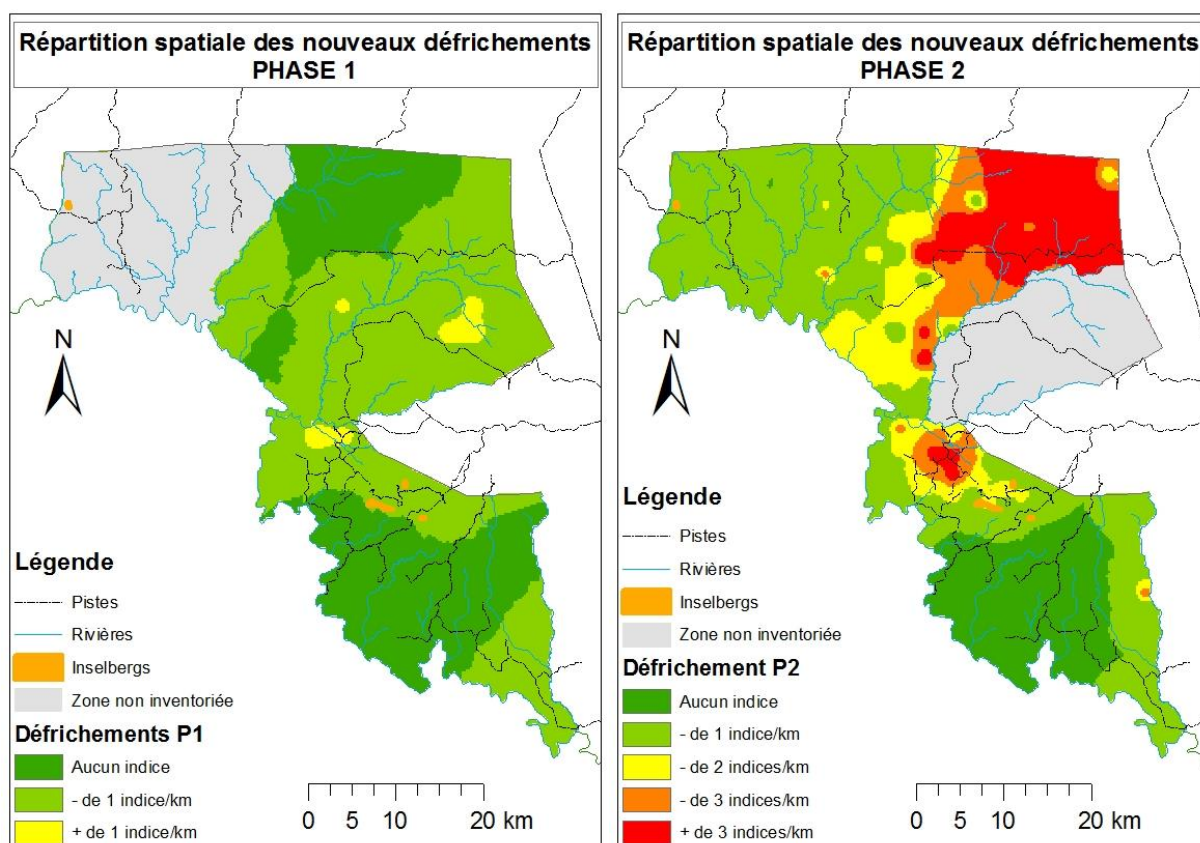 Répartition spatiale des nouveaux défrichements
PHASE 1
N
Légende
Pistes
Rivières
Inselbergs
Zone non inventoriée
Défrichements P1
Aucun indice
- de 1 indice/km
+ de 1 indice/km
0 5 10 20 km
Répartition spatiale des nouveaux défrichements
PHASE 2
N
Légende
Pistes
Rivières
Inselbergs
Zone non inventoriée
Défrichement P2
Aucun indice
- de 1 indice/km
- de 2 indices/km
- de 3 indices/km
+ de 3 indices/km
0 5 10 20 km